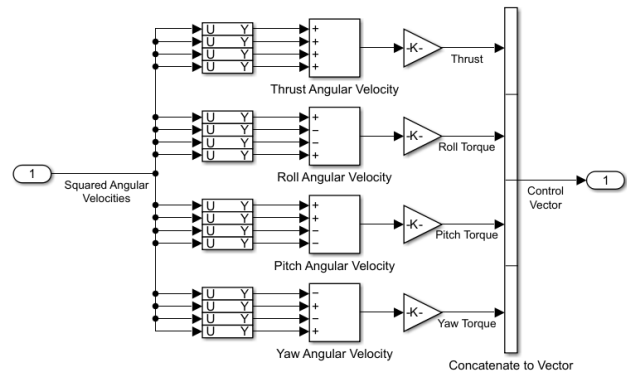 U Y +
U Y +
U Y +
U Y +
-K-
Thrust
Thrust Angular Velocity
U Y +
U Y −
U Y −
U Y +
-K-
Roll Torque
Roll Angular Velocity
1
Squared Angular
Velocities
Control
Vector
1
U Y +
U Y +
U Y −
U Y −
-K-
Pitch Torque
Pitch Angular Velocity
U Y −
U Y +
U Y −
U Y +
-K-
Yaw Torque
Yaw Angular Velocity
Concatenate to Vector